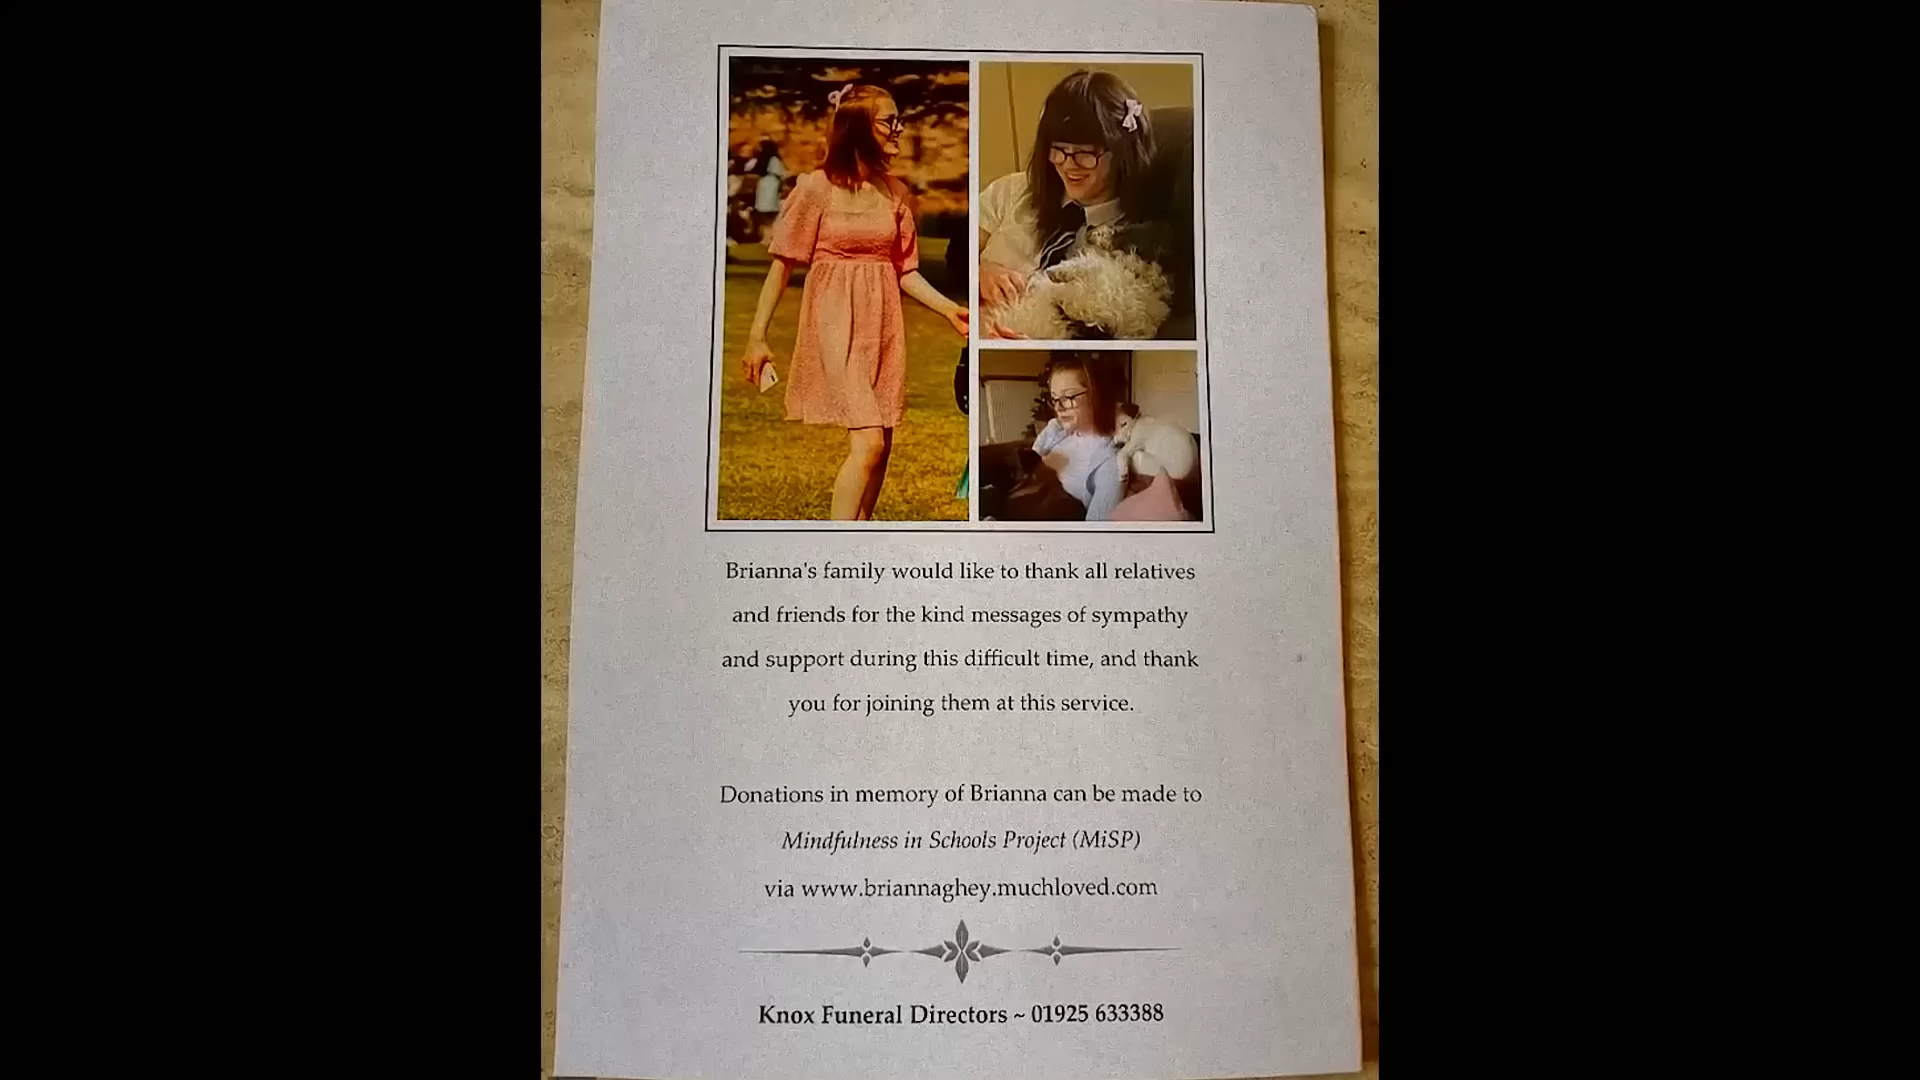 Brianna's family would like to thank all relatives
and friends for the kind messages of sympathy
and support during this difficult time, and thank
you for joining them at this service.
Donations in memory of Brianna can be made to
Mindfulness in Schools Project (MiSP)
via www.briannaghey.muchloved.com
Knox Funeral Directors ~ 01925 633388